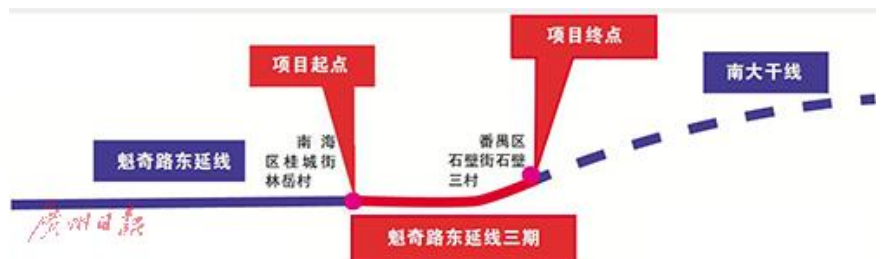 项目终点
项目起点
南大干线
南海
区桂城街
林岳村
番禺区
石壁街石壁
三村
魁奇路东延线
广州日报
魁奇路东延线三期